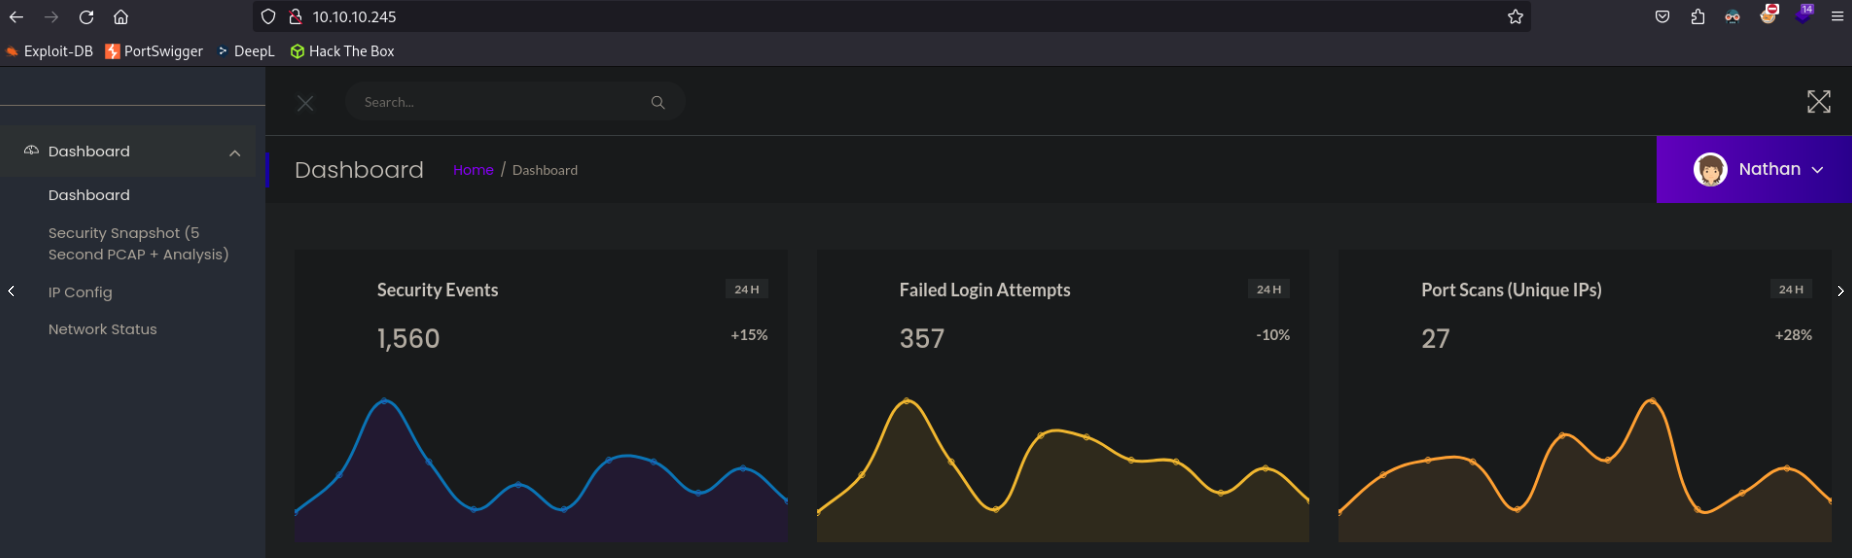 10.10.10.245
14
Exploit-DB PortSwigger DeepL Hack The Box
Search...
Dashboard
Dashboard
Security Snapshot (5
Second PCAP + Analysis)
IP Config
Network Status
Dashboard Home / Dashboard
Nathan
Security Events 24 H
1,560 +15%
Failed Login Attempts 24 H
357 -10%
Port Scans (Unique IPs) 24 H
27 +28%